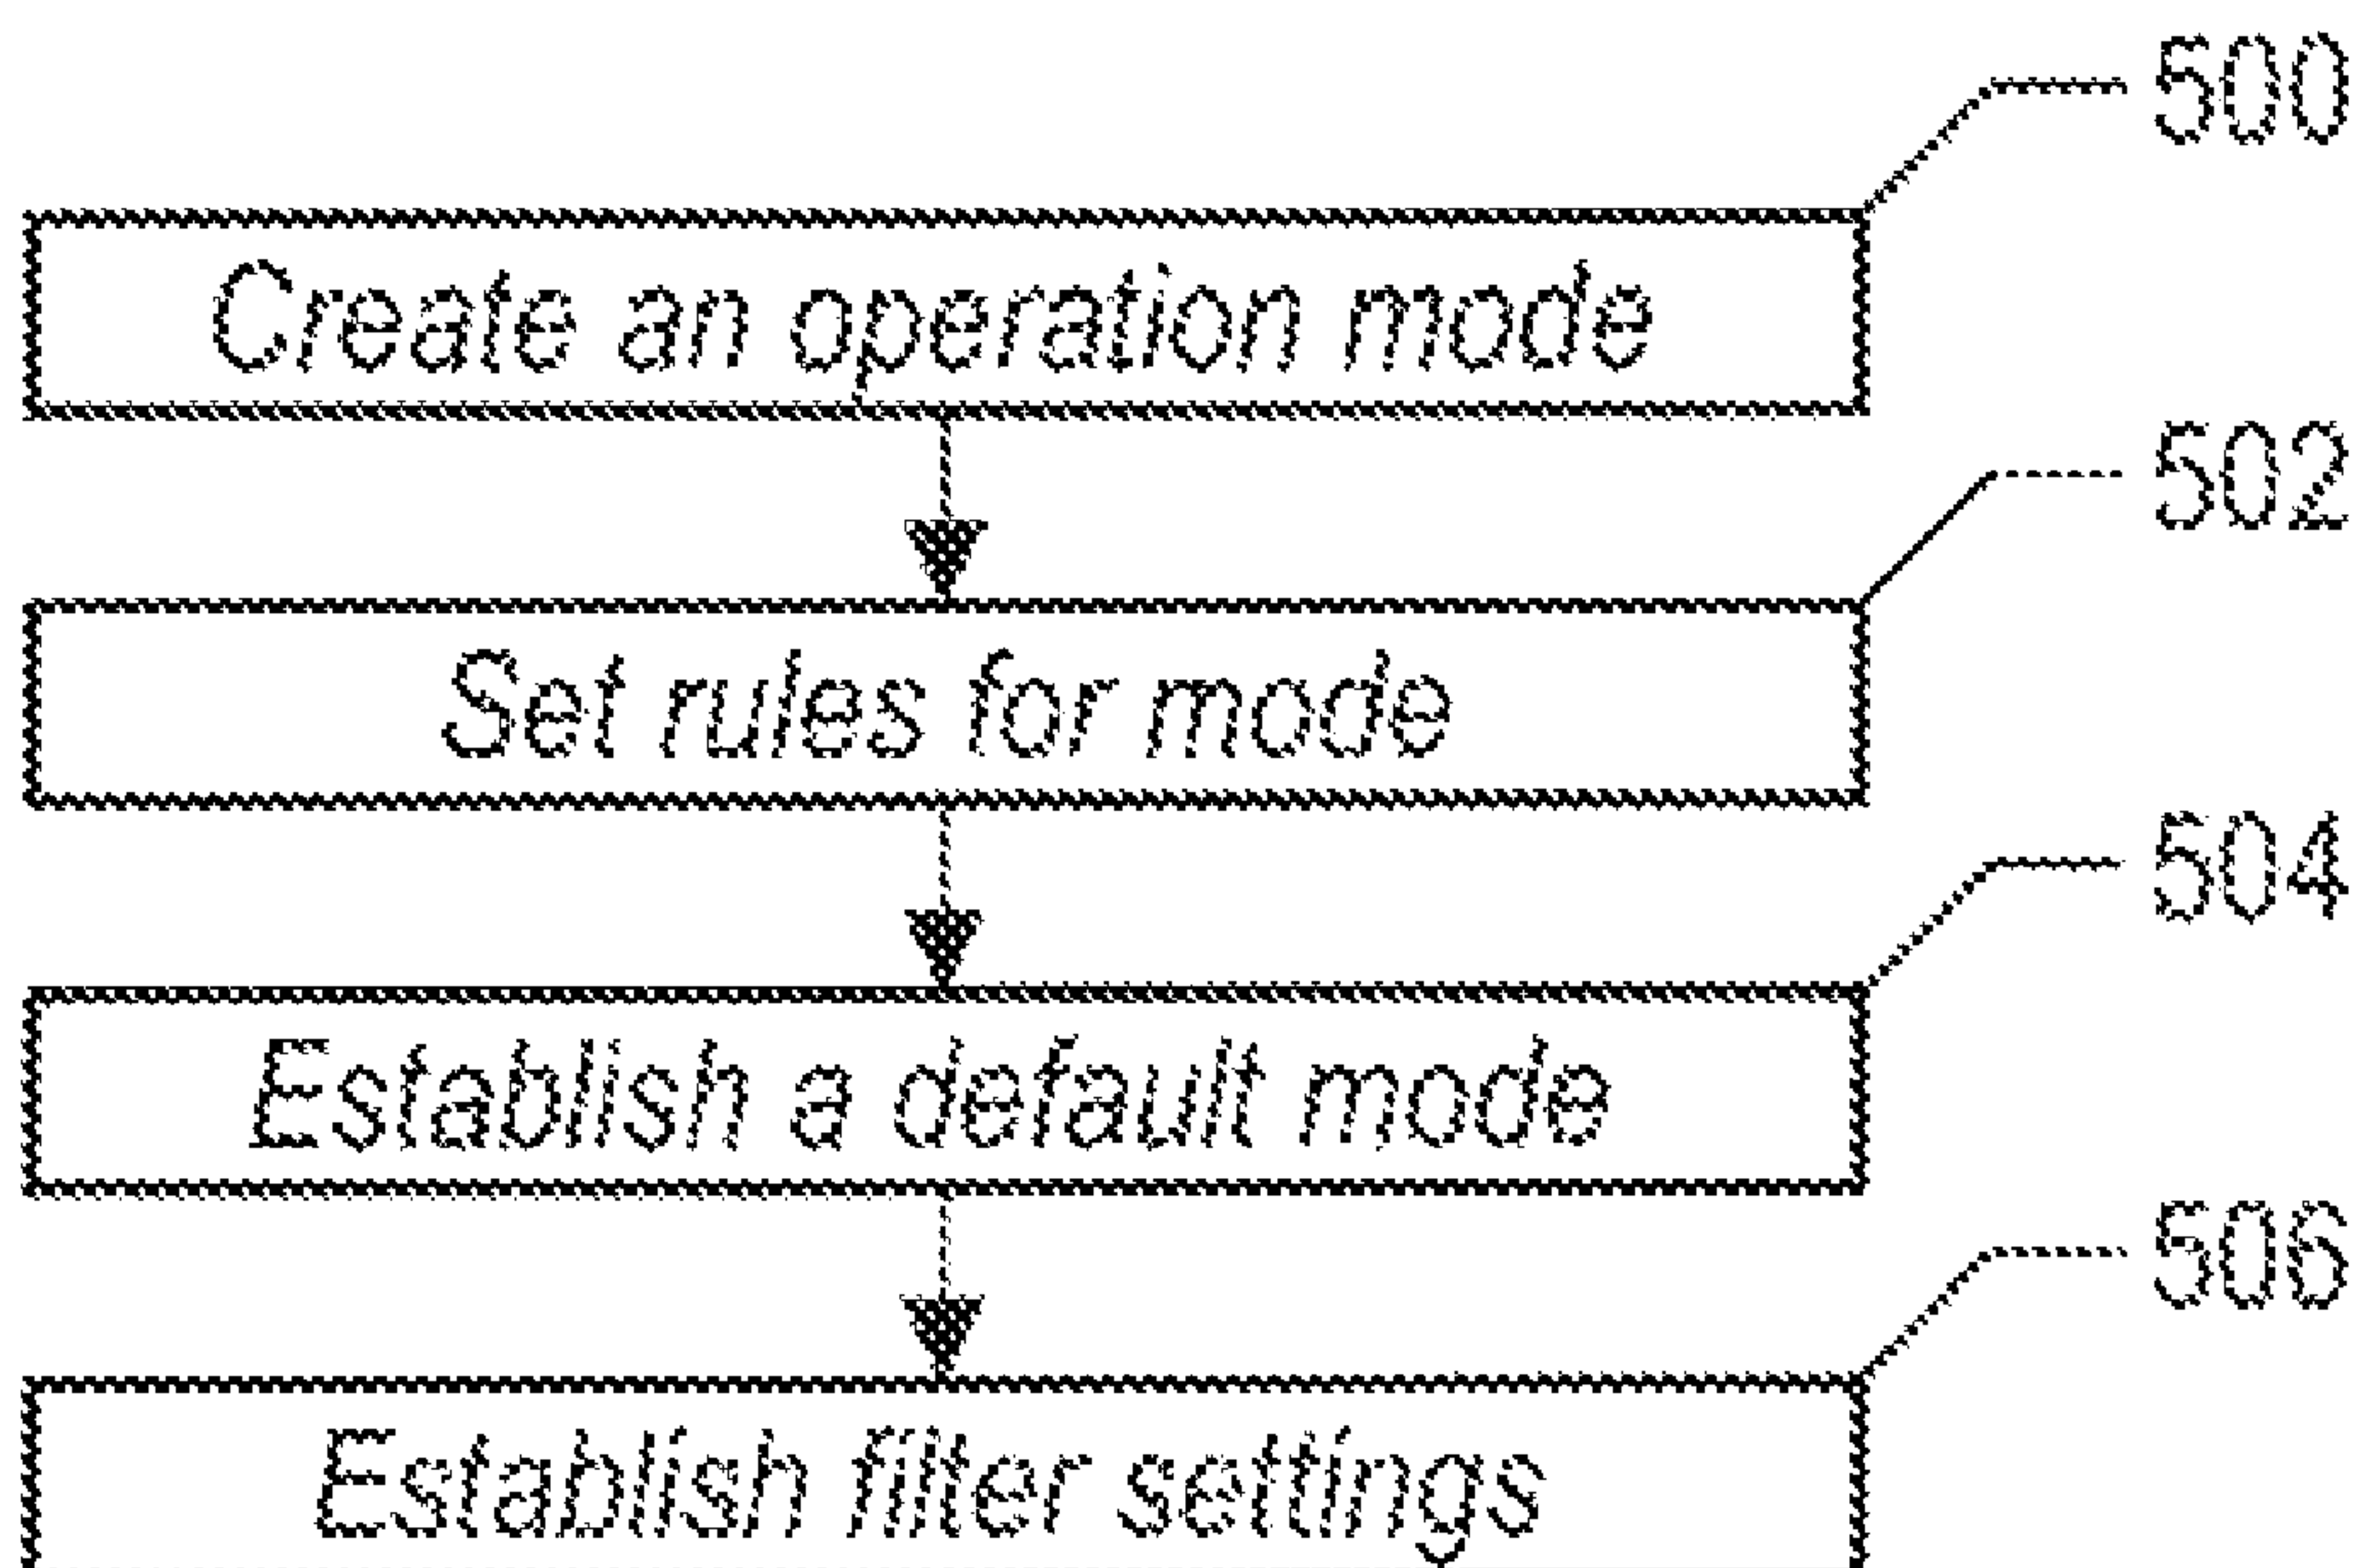 500
Create an operation mode
502
Set rules for mode
504
Establish a default mode
506
Establish filter settings